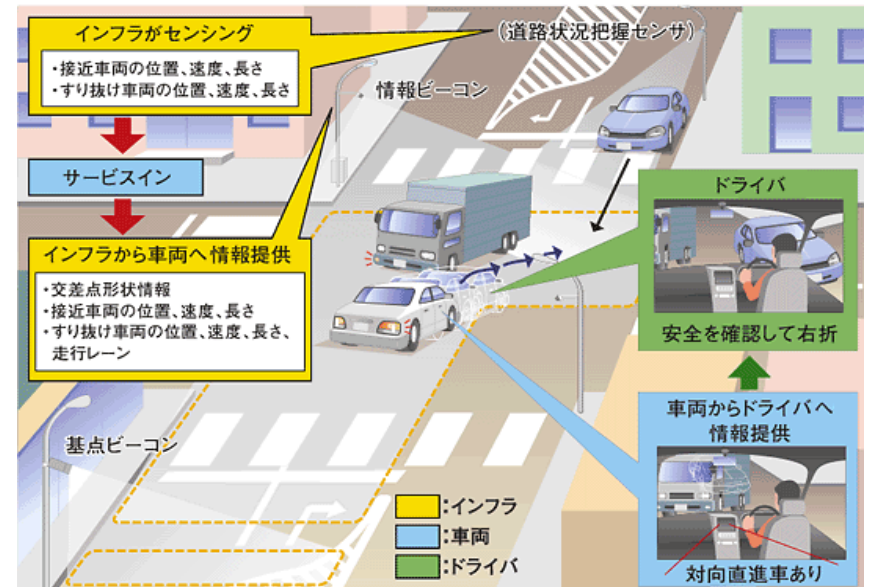 インフラがセンシング
・接近車両の位置、速度、長さ
・すり抜け車両の位置、速度、長さ
(道路状況把握センサ)
情報ビーコン
サービスイン
インフラから車両へ情報提供
・交差点形状情報
・接近車両の位置、速度、長さ
・すり抜け車両の位置、速度、長さ、
走行レーン
ドライバ
安全を確認して右折
車両からドライバへ
情報提供
対向直進車あり
基点ビーコン
:インフラ
:車両
:ドライバ